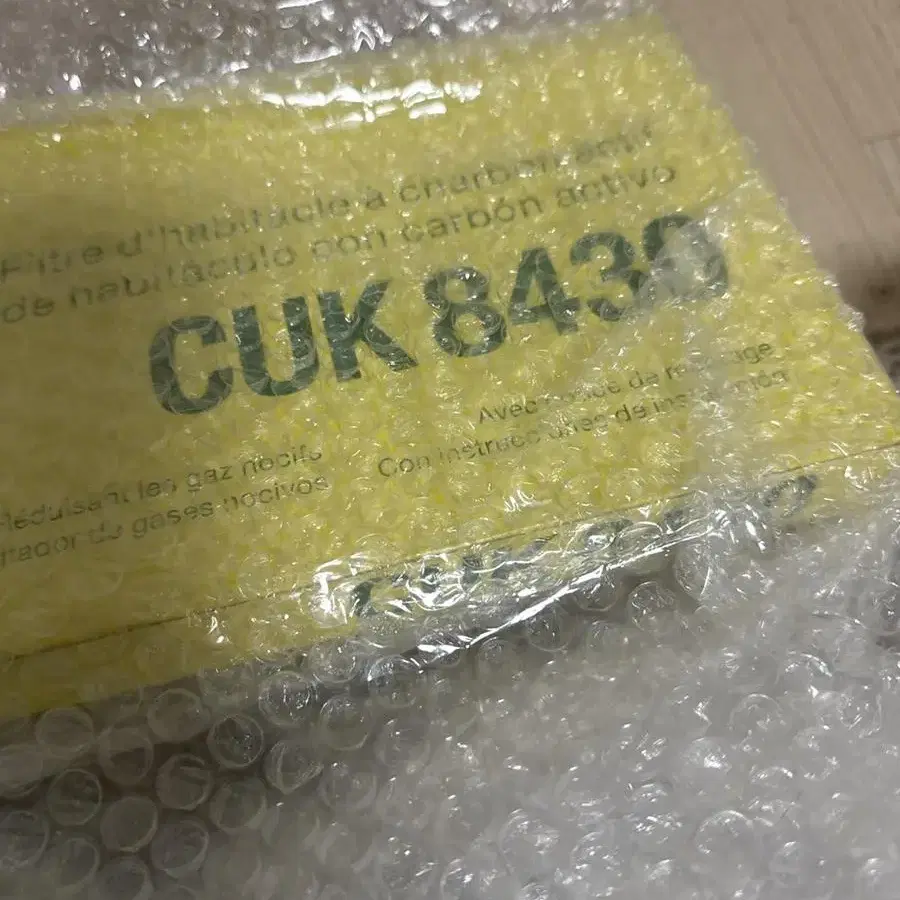 Filtre d'habitacle à charbon actif
de habitáculo con carbón activo
CUK 8430
Avec notice de montage
Con instrucciones de instalación
Réduisant les gaz nocifs
de gases nocivos
CUK